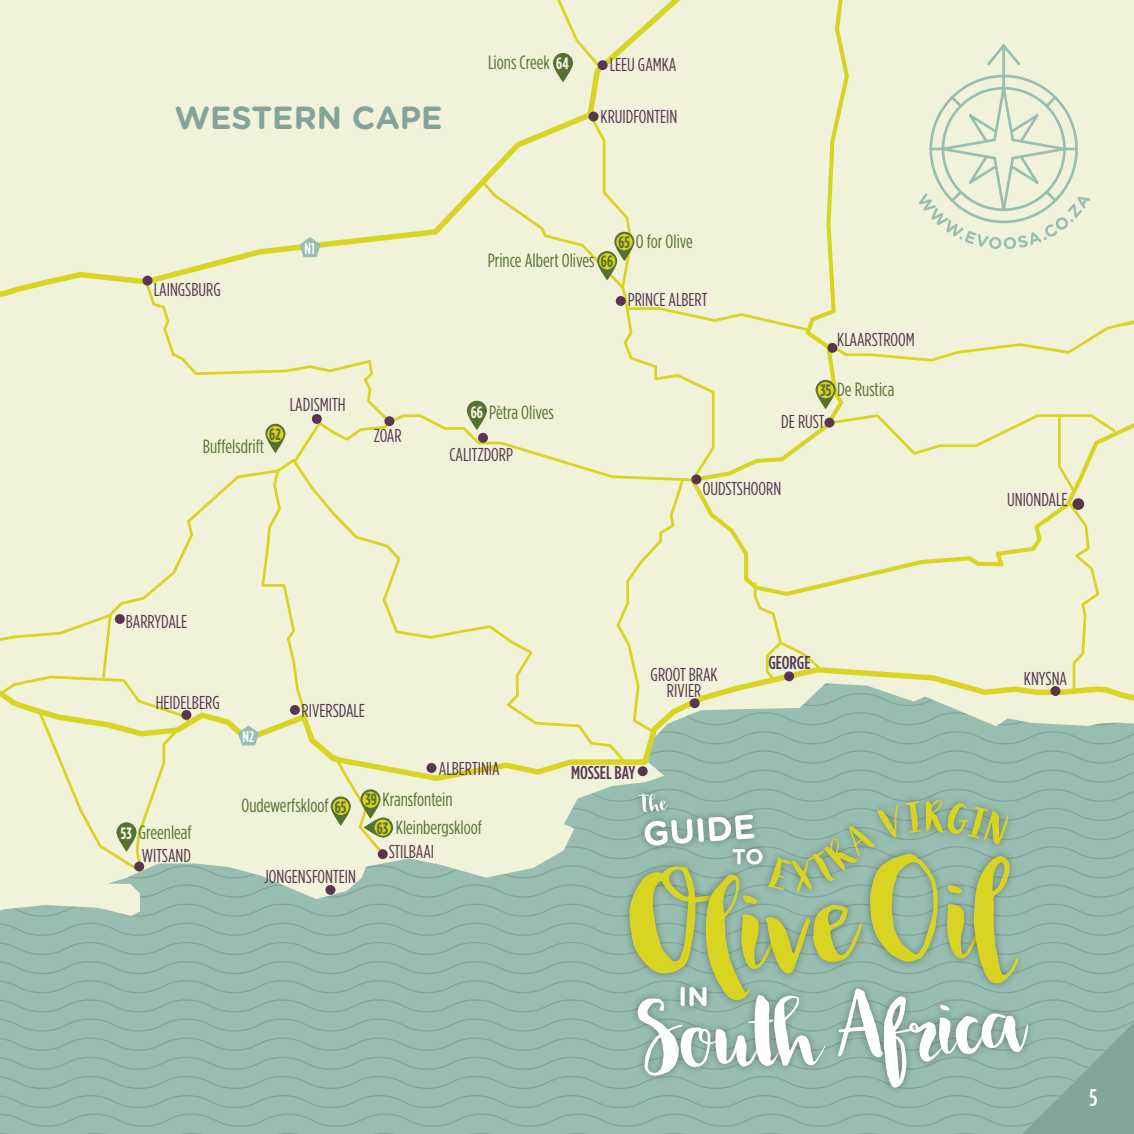 Lions Creek 64
LEEU GAMKA
WESTERN CAPE
KRUIDFONTEIN
WWW.EVOOSA.CO.ZA
N1
65 O for Olive
Prince Albert Olives 66
LAINGSBURG
PRINCE ALBERT
KLAARSTROOM
35 De Rustica
LADISMITH
66 Pètra Olives
DE RUST
62
Buffelsdrift
ZOAR
CALITZDORP
OUDSTSHOORN
UNIONDALE
BARRYDALE
GEORGE
GROOT BRAK
RIVIER
KNYSNA
HEIDELBERG
RIVERSDALE
N2
ALBERTINIA
MOSSEL BAY
Oudewerfskloof 65
39 Kransfontein
63 Kleinbergskloof
53 Greenleaf
WITSAND
STILBAAI
JONGENSFONTEIN
The
GUIDE
TO
EXTRA VIRGIN
Olive Oil
IN
South Africa
5